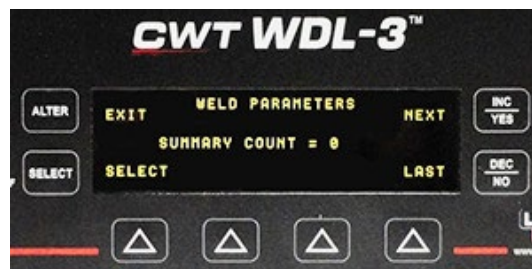 CWT WDL-3™
ALTER
EXIT
WELD PARAMETERS
NEXT
INC
YES
SUMMARY COUNT = 0
SELECT
SELECT
LAST
DEC
NO